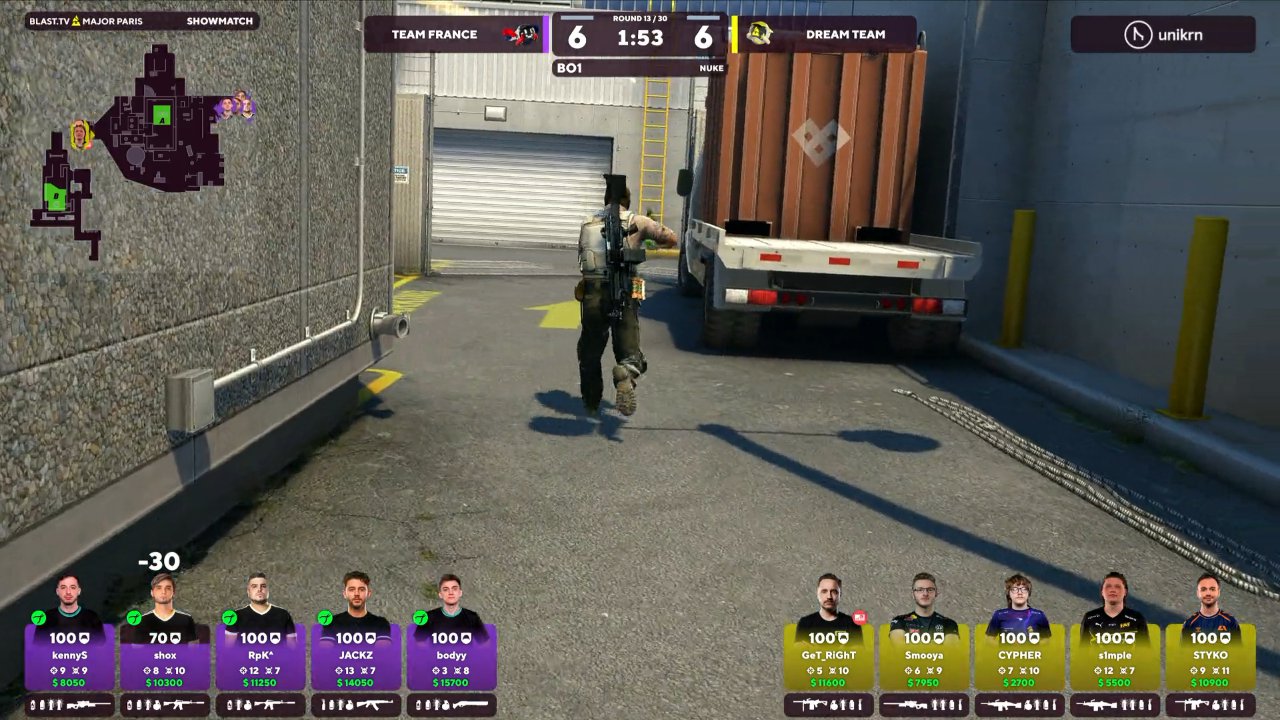 BLAST.TV MAJOR PARIS SHOWMATCH
TEAM FRANCE 6 ROUND 13 / 30 1:53 6 DREAM TEAM
unikrn
BO1 NUKE
A
B
-30
100 70 100 100 100
kennyS shox RpK^ JACKZ bodyy
9 9 8 10 12 7 13 7 3 8
$8050 $10300 $11250 $14050 $15700
100 100 100 100 100
GeT_RiGhT Smooya CYPHER s1mple STYKO
5 10 6 9 7 10 12 7 9 11
$11600 $7950 $2700 $5500 $10900